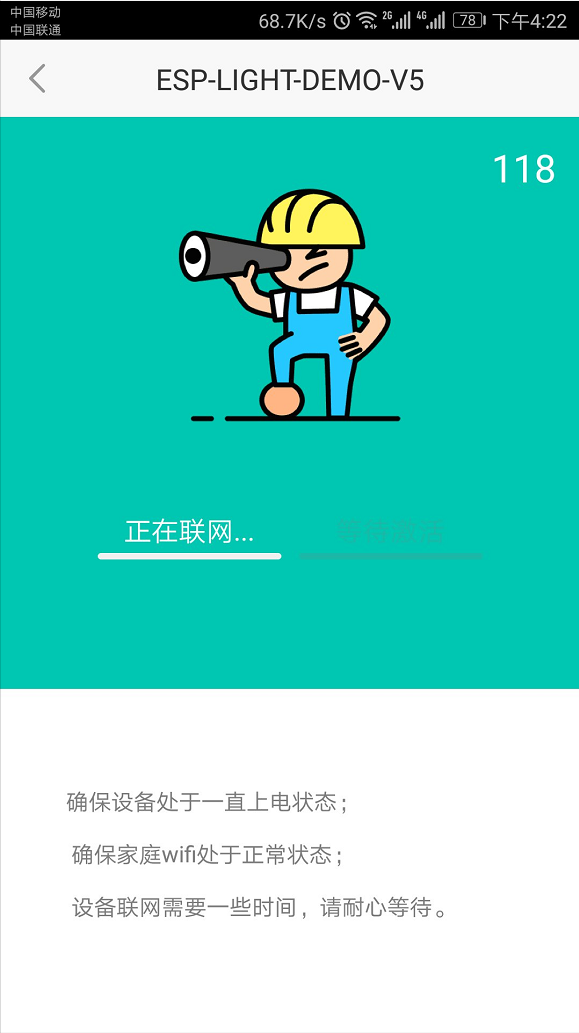 中国移动
中国联通
68.7K/s 2G 4G 78 下午4:22
ESP-LIGHT-DEMO-V5
118
正在联网... 等待激活
确保设备处于一直上电状态；
确保家庭wifi处于正常状态；
设备联网需要一些时间，请耐心等待。